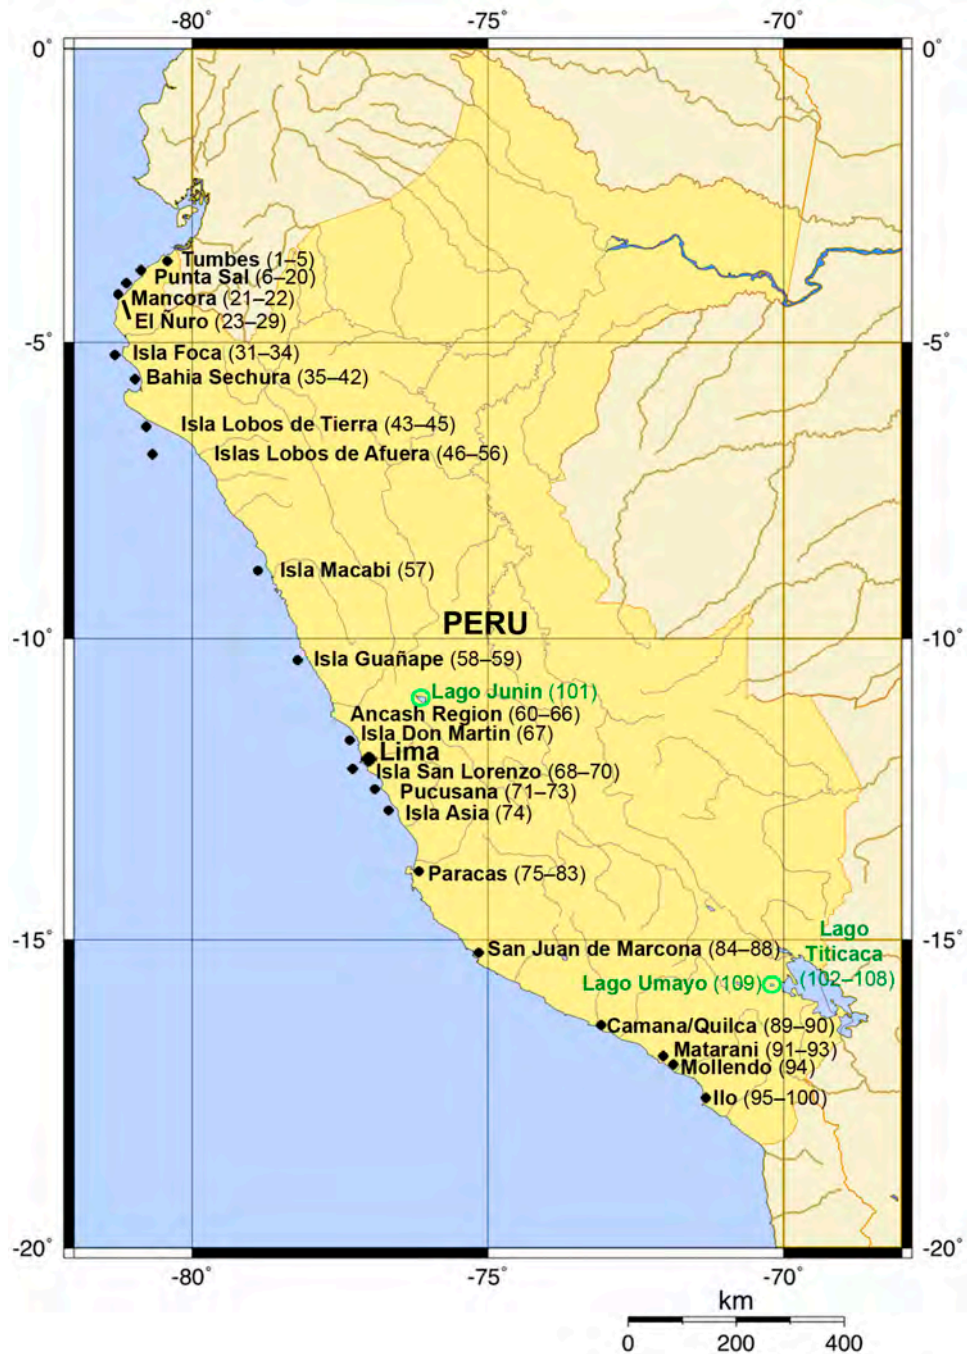 -80° -75° -70°
0° 0°
Tumbes (1–5)
Punta Sal (6–20)
Mancora (21–22)
El Ñuro (23–29)
-5° -5°
Isla Foca (31–34)
Bahia Sechura (35–42)
Isla Lobos de Tierra (43–45)
Islas Lobos de Afuera (46–56)
Isla Macabi (57)
PERU
-10° -10°
Isla Guañape (58–59)
Lago Junin (101)
Ancash Region (60–66)
Isla Don Martin (67)
Lima
Isla San Lorenzo (68–70)
Pucusana (71–73)
Isla Asia (74)
Paracas (75–83)
-15° -15°
Lago
Titicaca
(102–108)
San Juan de Marcona (84–88)
Lago Umayo (109)
Camana/Quilca (89–90)
Matarani (91–93)
Mollendo (94)
Ilo (95–100)
-20° -20°
-80° -75° -70°
km
0 200 400